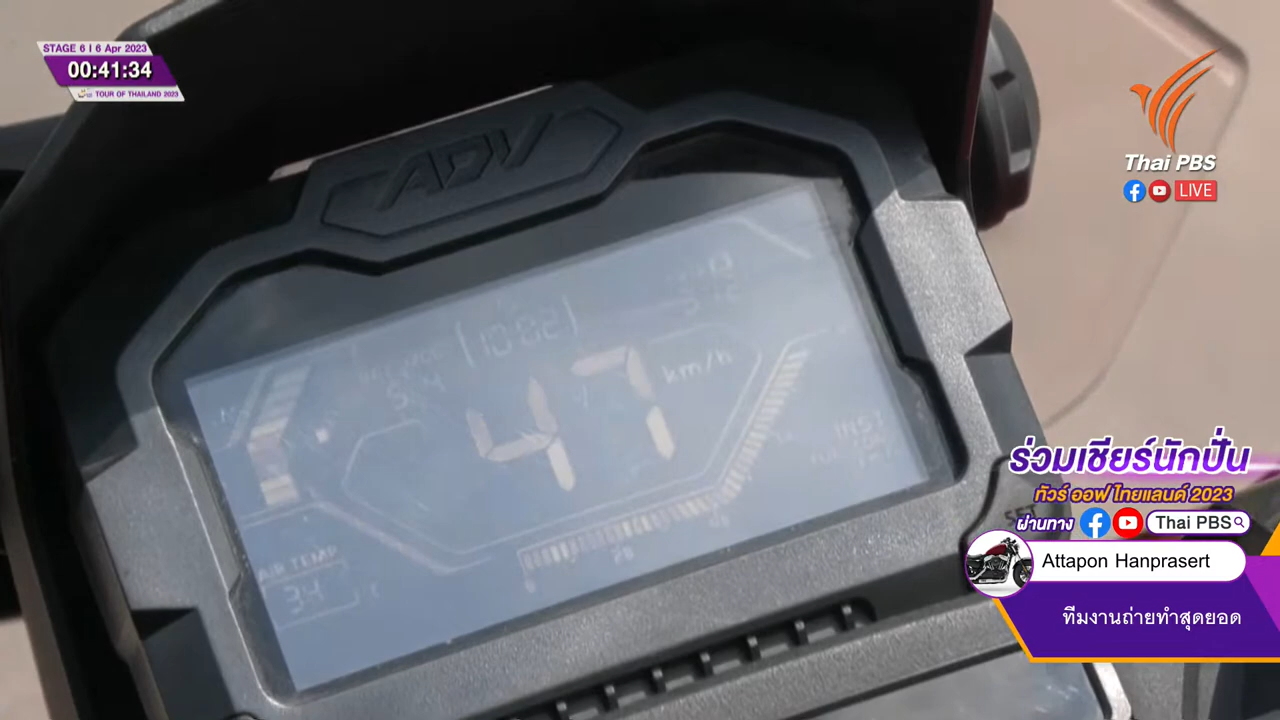 STAGE 6 | 6 Apr 2023
00:41:34
TOUR OF THAILAND 2023
Thai PBS
LIVE
ADV
47
km/h
SET
ร่วมเชียร์นักปั่น
ทัวร์ ออฟ ไทยแลนด์ 2023
ผ่านทาง Thai PBS
Attapon Hanprasert
ทีมงานถ่ายทำสุดยอด